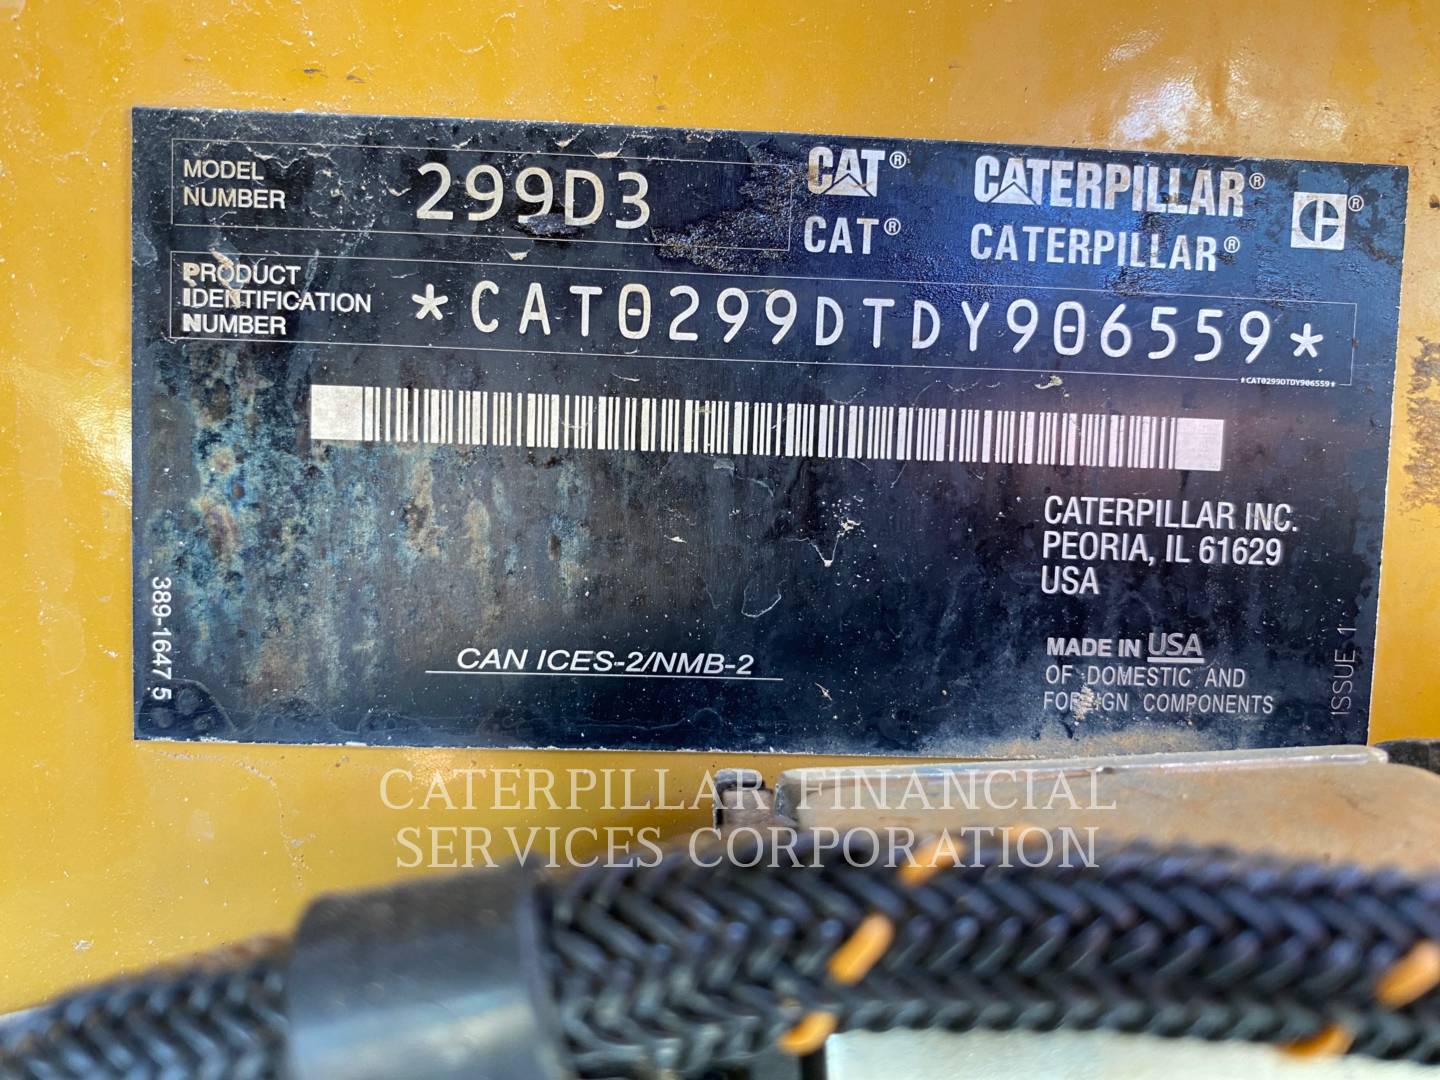 MODEL
NUMBER
299D3
CAT®
CATERPILLAR®
CAT®
CATERPILLAR®
C®
PRODUCT
IDENTIFICATION
NUMBER
*CAT0299DTDY906559*
*CAT0299DTDY906559*
CATERPILLAR INC.
PEORIA, IL 61629
USA
389-1647 5
CAN ICES-2/NMB-2
MADE IN USA
OF DOMESTIC AND
FOREIGN COMPONENTS
ISSUE 1
CATERPILLAR FINANCIAL
SERVICES CORPORATION